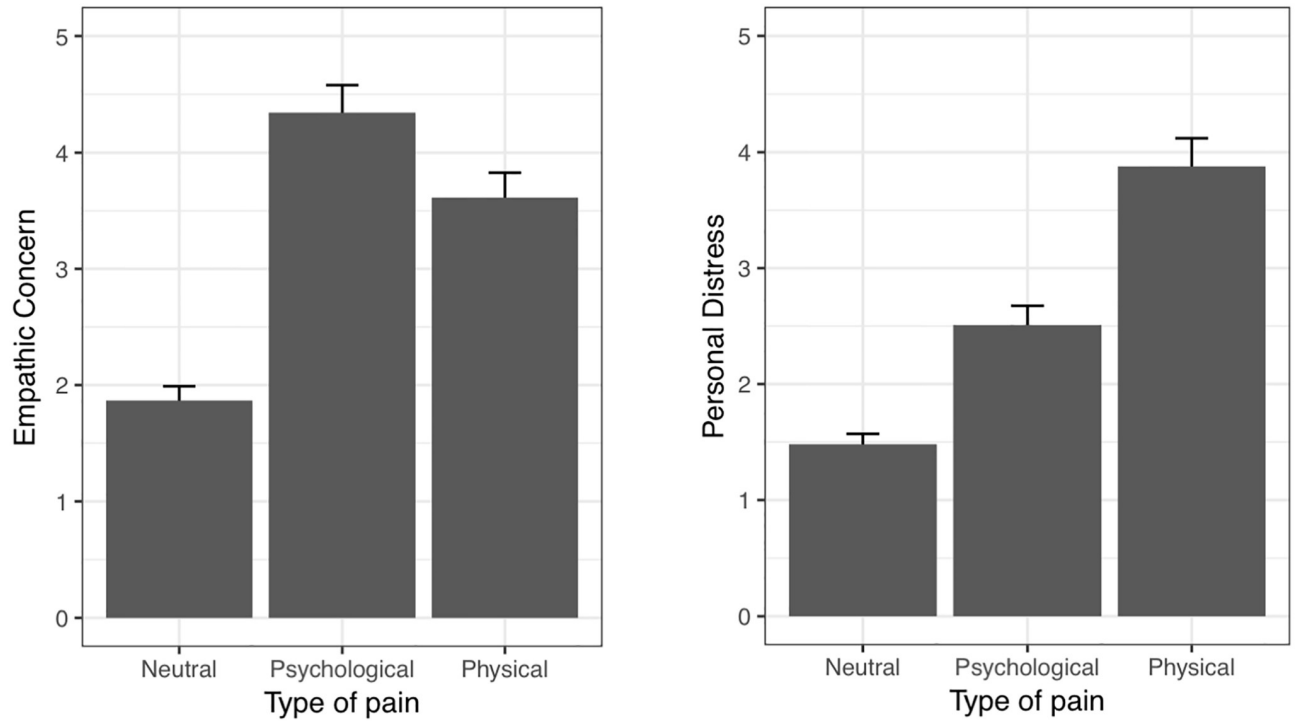 Empathic Concern
5
4
3
2
1
0
Neutral
Psychological
Physical
Type of pain
Personal Distress
5
4
3
2
1
0
Neutral
Psychological
Physical
Type of pain